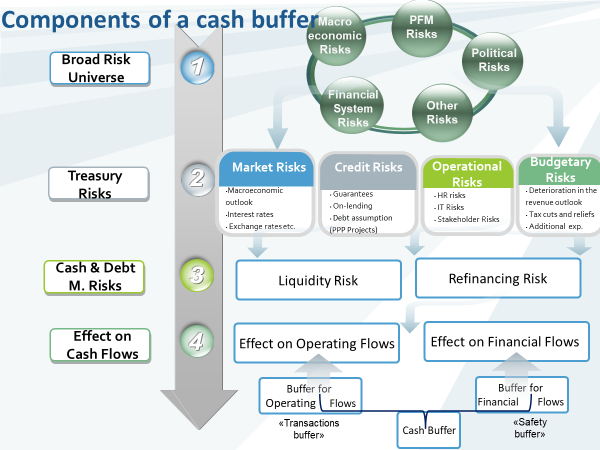 Components of a cash buffer
Macro
economic
Risks
PFM
Risks
Political
Risks
Financial
System
Risks
Other
Risks
Broad Risk
Universe
1
Treasury
Risks
2
Market Risks
·Macroeconomic
outlook
·Interest rates
· Exchange rates etc.
Credit Risks
· Guarantees
· On-lending
· Debt assumption
(PPP Projects)
Operational
Risks
· HR risks
· IT Risks
· Stakeholder Risks
Budgetary
Risks
· Deterioration in the
revenue outlook
· Tax cuts and reliefs
· Additional exp.
Cash & Debt
M. Risks
3
Liquidity Risk
Refinancing Risk
Effect on
Cash Flows
4
Effect on Operating Flows
Effect on Financial Flows
Buffer for
Operating Flows
«Transactions
buffer»
Cash Buffer
Buffer for
Financial Flows
«Safety
buffer»